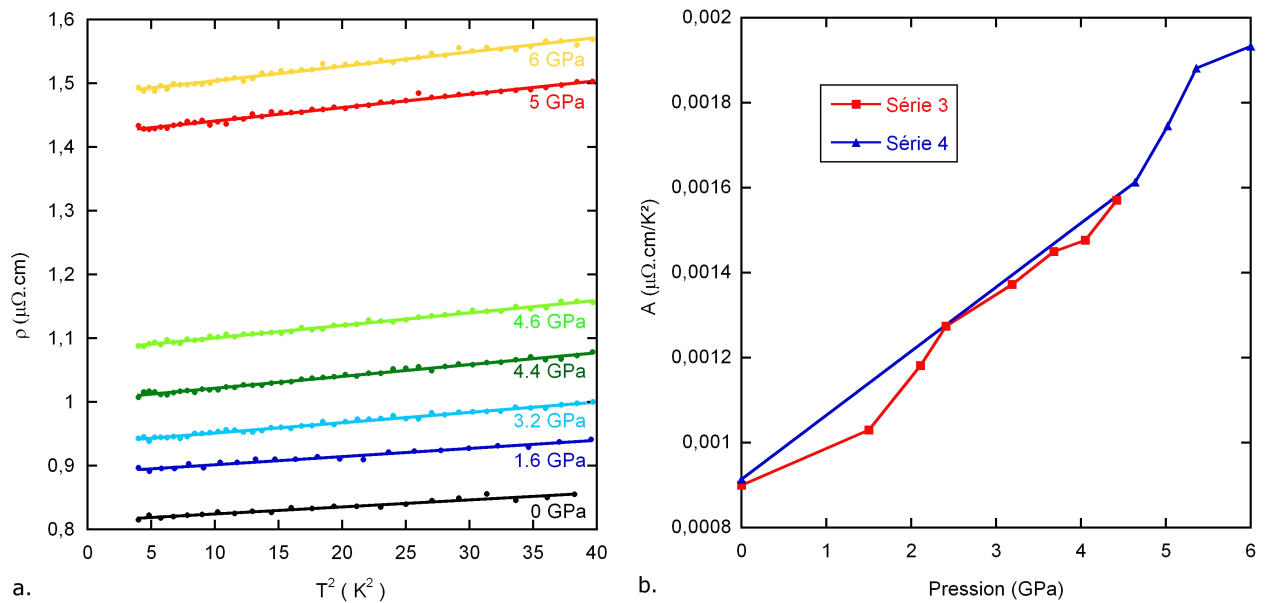 1,6
1,5
1,4
1,3
1,2
1,1
1
0,9
0,8
ρ (μΩ.cm)
6 GPa
5 GPa
4.6 GPa
4.4 GPa
3.2 GPa
1.6 GPa
0 GPa
0 5 10 15 20 25 30 35 40
T² ( K² )
a.
0,002
0,0018
0,0016
0,0014
0,0012
0,001
0,0008
A (μΩ.cm/K²)
Série 3
Série 4
0 1 2 3 4 5 6
Pression (GPa)
b.